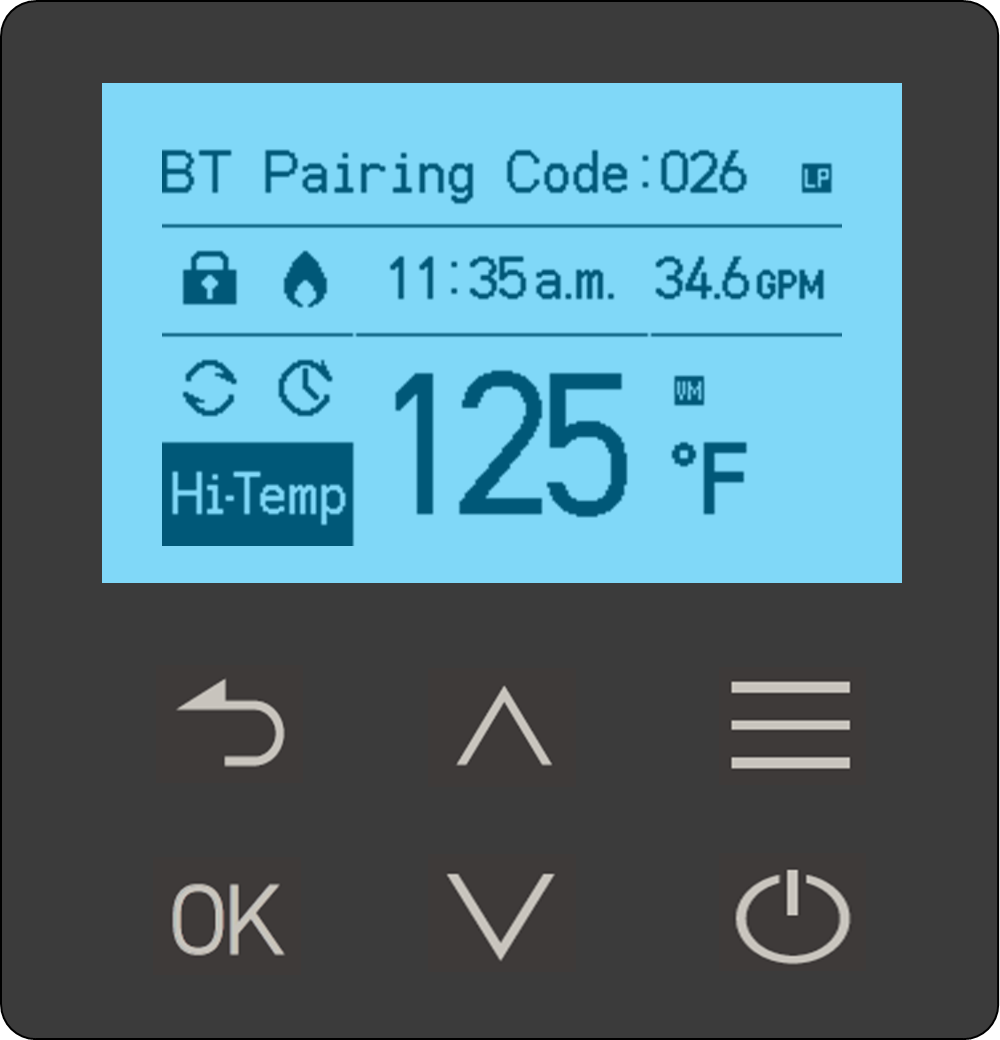 BT Pairing Code:026 LP
11:35a.m. 34.6GPM
125 VM
°F
Hi-Temp
OK